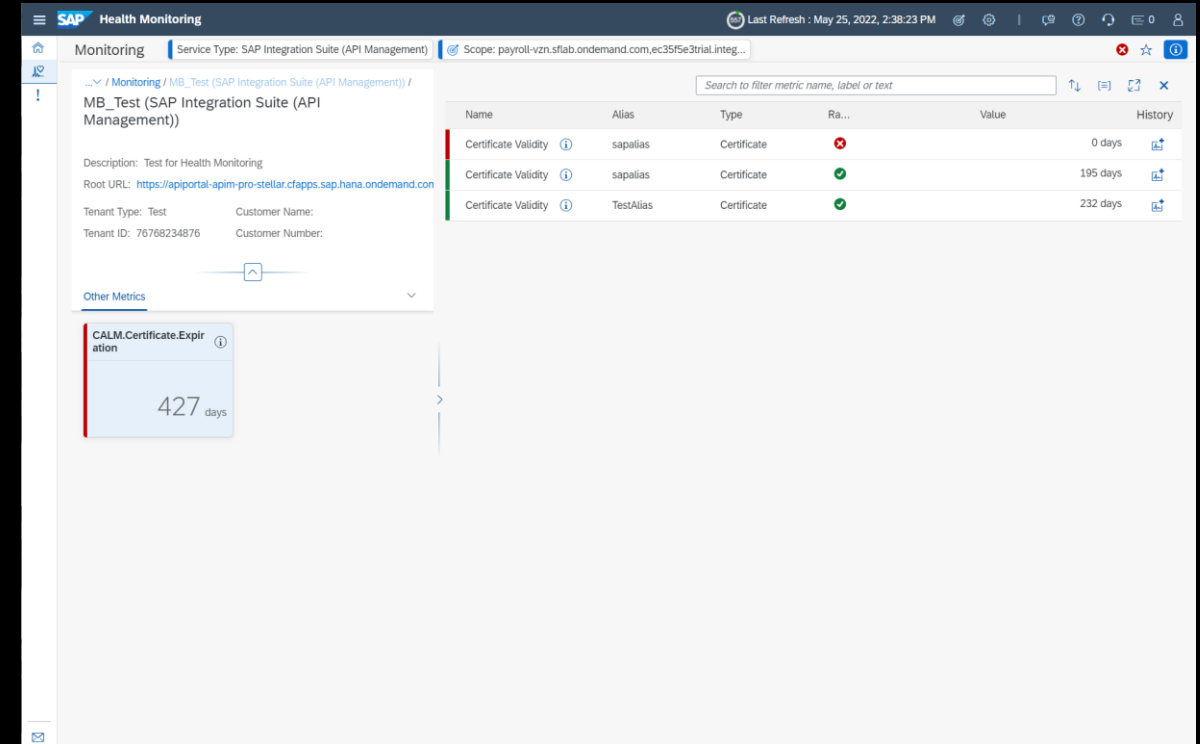 SAP Health Monitoring
557 Last Refresh : May 25, 2022, 2:38:23 PM
0
Monitoring
Service Type: SAP Integration Suite (API Management)
Scope: payroll-vzn.sflab.ondemand.com,ec35f5e3trial.integ...
... / Monitoring / MB_Test (SAP Integration Suite (API Management)) /
MB_Test (SAP Integration Suite (API
Management))
Description: Test for Health Monitoring
Root URL: https://apiportal-apim-pro-stellar.cfapps.sap.hana.ondemand.com
Tenant Type: Test
Customer Name:
Tenant ID: 76768234876
Customer Number:
Other Metrics
CALM.Certificate.Expir
ation
427 days
Search to filter metric name, label or text
Name Alias Type Ra... Value History
Certificate Validity sapalias Certificate 0 days
Certificate Validity sapalias Certificate 195 days
Certificate Validity TestAlias Certificate 232 days